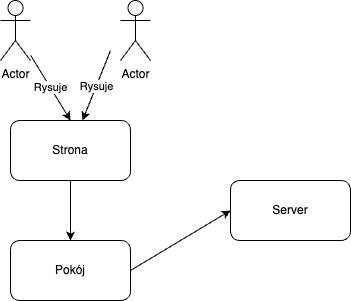 Actor
Actor
Rysuje
Rysuje
Strona
Server
Pokój